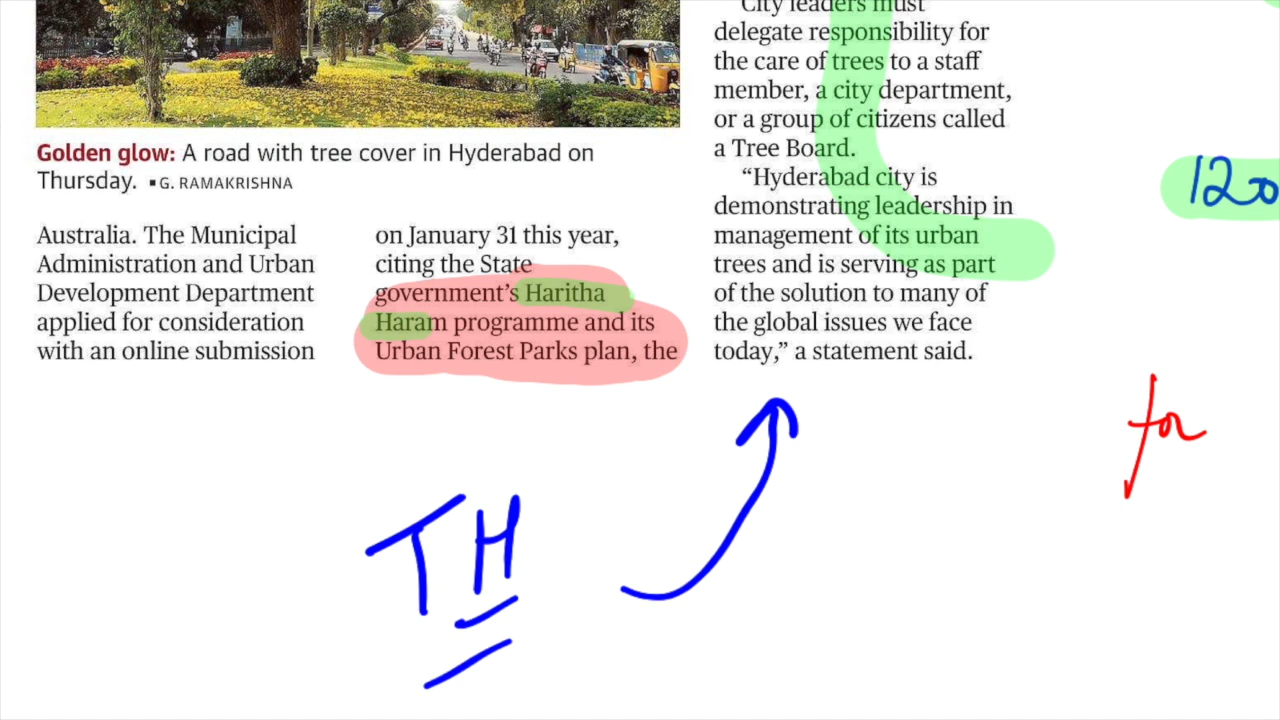 Golden glow: A road with tree cover in Hyderabad on
Thursday. ▪ G. RAMAKRISHNA
Australia. The Municipal
Administration and Urban
Development Department
applied for consideration
with an online submission
on January 31 this year,
citing the State
government's Haritha
Haram programme and its
Urban Forest Parks plan, the
City leaders must
delegate responsibility for
the care of trees to a staff
member, a city department,
or a group of citizens called
a Tree Board.
“Hyderabad city is
demonstrating leadership in
management of its urban
trees and is serving as part
of the solution to many of
the global issues we face
today,” a statement said.
120
for
TH